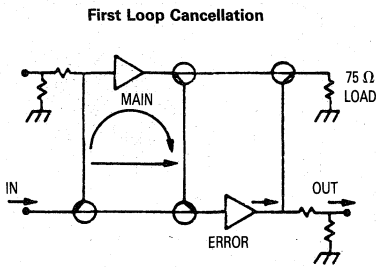 First Loop Cancellation
MAIN
75 Ω
LOAD
IN
OUT
ERROR